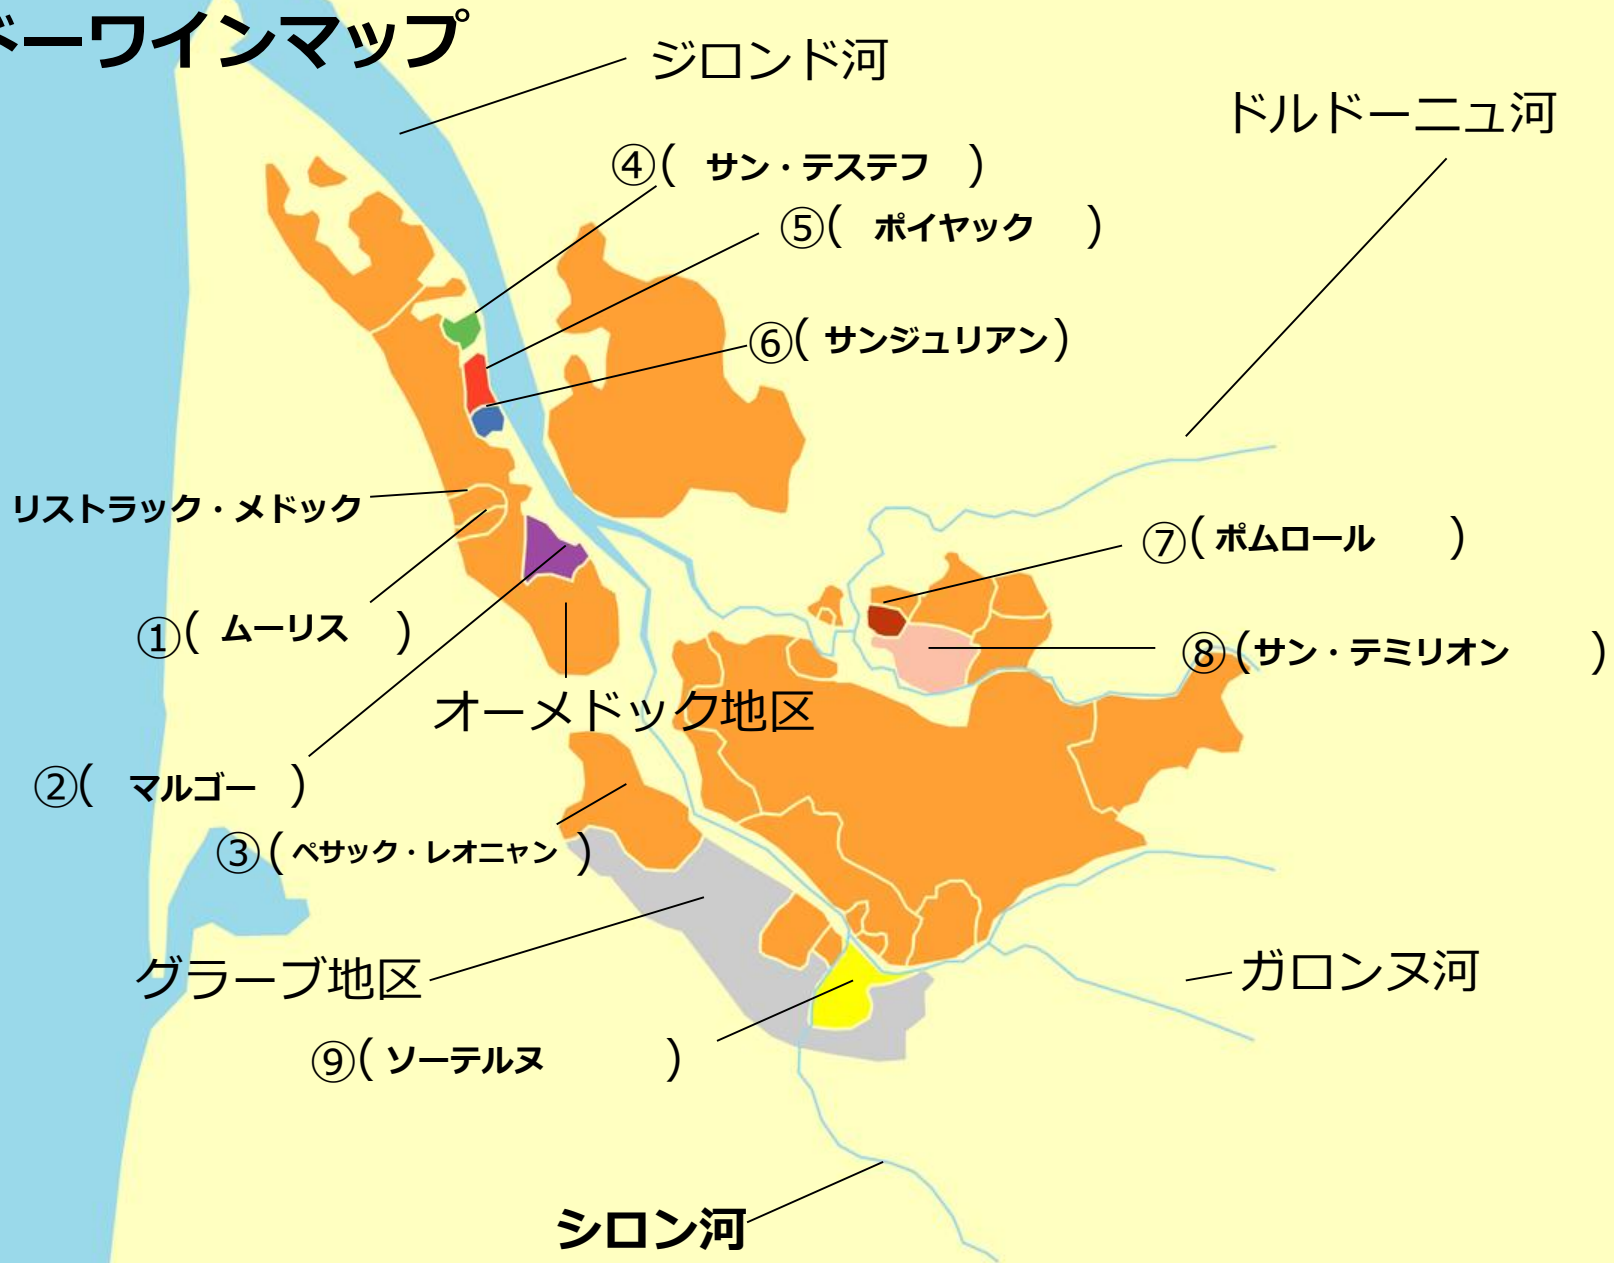 ドーワインマップ
ジロンド河
ドルドーニュ河
④( サン・テステフ )
⑤( ポイヤック )
⑥( サンジュリアン )
リストラック・メドック
⑦( ポムロール )
①( ムーリス )
⑧(サン・テミリオン )
オーメドック地区
②( マルゴー )
③( ペサック・レオニャン )
グラーブ地区
ガロンヌ河
⑨( ソーテルヌ )
シロン河